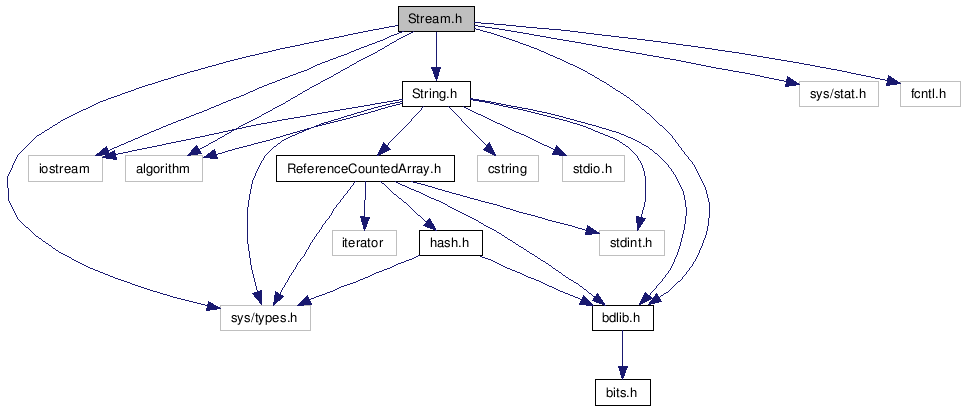 Stream.h
String.h
sys/stat.h
fcntl.h
iostream
algorithm
ReferenceCountedArray.h
cstring
stdio.h
iterator
hash.h
stdint.h
sys/types.h
bdlib.h
bits.h